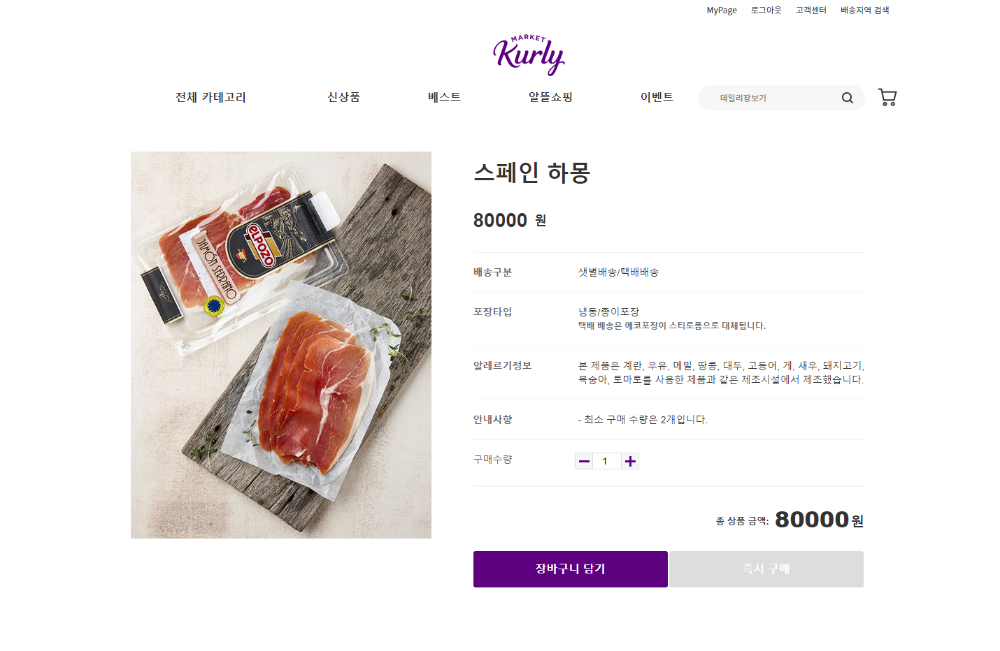 MyPage 로그아웃 고객센터 배송지역 검색
MARKET
Kurly
전체 카테고리 신상품 베스트 알뜰쇼핑 이벤트 데일리장보기
스페인 하몽
80000 원
ELPOZO
JAMÓN SERRANO
배송구분 샛별배송/택배배송
포장타입 냉동/종이포장
택배 배송은 에코포장이 스티로폼으로 대체됩니다.
알레르기정보 본 제품은 계란, 우유, 메밀, 땅콩, 대두, 고등어, 게, 새우, 돼지고기,
복숭아, 토마토를 사용한 제품과 같은 제조시설에서 제조했습니다.
안내사항 - 최소 구매 수량은 2개입니다.
구매수량 1
총 상품 금액: 80000원
장바구니 담기 즉시 구매